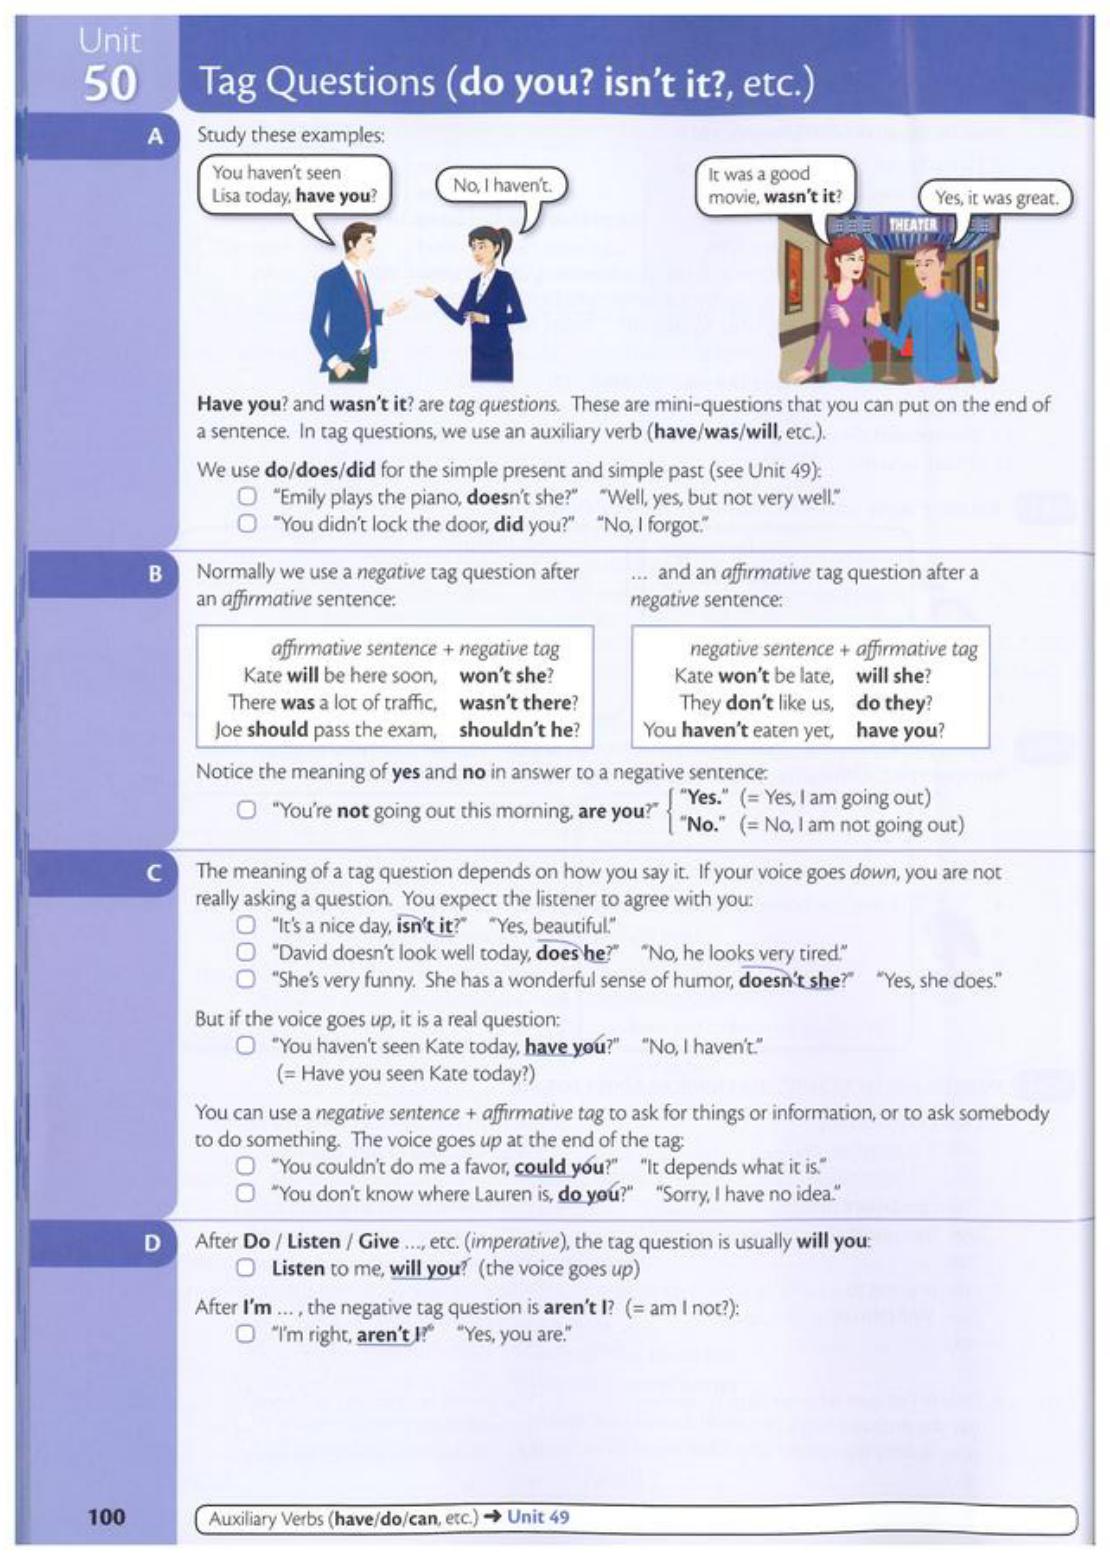 Unit
50
Tag Questions (do you? isn't it?, etc.)
A
Study these examples:
You haven't seen
Lisa today, have you?
No, I haven't.
It was a good
movie, wasn't it?
Yes, it was great.
THEATER
Have you? and wasn't it? are tag questions. These are mini-questions that you can put on the end of
a sentence. In tag questions, we use an auxiliary verb (have/was/will, etc.).
We use do/does/did for the simple present and simple past (see Unit 49):
"Emily plays the piano, doesn't she?" "Well, yes, but not very well."
"You didn't lock the door, did you?" "No, I forgot."
B
Normally we use a negative tag question after
an affirmative sentence:
... and an affirmative tag question after a
negative sentence:
affirmative sentence + negative tag
Kate will be here soon, won't she?
There was a lot of traffic, wasn't there?
Joe should pass the exam, shouldn't he?
negative sentence + affirmative tag
Kate won't be late, will she?
They don't like us, do they?
You haven't eaten yet, have you?
Notice the meaning of yes and no in answer to a negative sentence:
"You're not going out this morning, are you?"
"Yes." (= Yes, I am going out)
"No." (= No, I am not going out)
C
The meaning of a tag question depends on how you say it. If your voice goes down, you are not
really asking a question. You expect the listener to agree with you:
"It's a nice day, isn't it?" "Yes, beautiful."
"David doesn't look well today, does he?" "No, he looks very tired."
"She's very funny. She has a wonderful sense of humor, doesn't she?" "Yes, she does."
But if the voice goes up, it is a real question:
"You haven't seen Kate today, have you?" "No, I haven't."
(= Have you seen Kate today?)
You can use a negative sentence + affirmative tag to ask for things or information, or to ask somebody
to do something. The voice goes up at the end of the tag:
"You couldn't do me a favor, could you?" "It depends what it is."
"You don't know where Lauren is, do you?" "Sorry, I have no idea."
D
After Do / Listen / Give ..., etc. (imperative), the tag question is usually will you:
Listen to me, will you? (the voice goes up)
After I'm ... , the negative tag question is aren't I? (= am I not?):
"I'm right, aren't I?" "Yes, you are."
100
Auxiliary Verbs (have/do/can, etc.) ➜ Unit 49